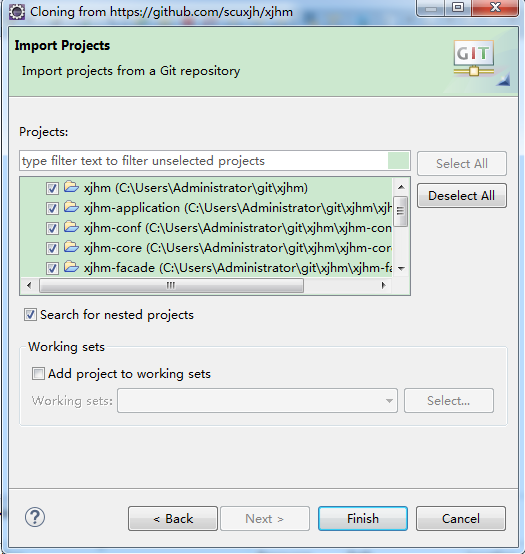 Cloning from https://github.com/scuxjh/xjhm
Import Projects
Import projects from a Git repository
GIT
Projects:
type filter text to filter unselected projects
Select All
xjhm (C:\Users\Administrator\git\xjhm)
Deselect All
xjhm-application (C:\Users\Administrator\git\xjhm\xjh
xjhm-conf (C:\Users\Administrator\git\xjhm\xjhm-con
xjhm-core (C:\Users\Administrator\git\xjhm\xjhm-cor
xjhm-facade (C:\Users\Administrator\git\xjhm\xjhm-fa
Search for nested projects
Working sets
Add project to working sets
Working sets:
Select...
< Back
Next >
Finish
Cancel